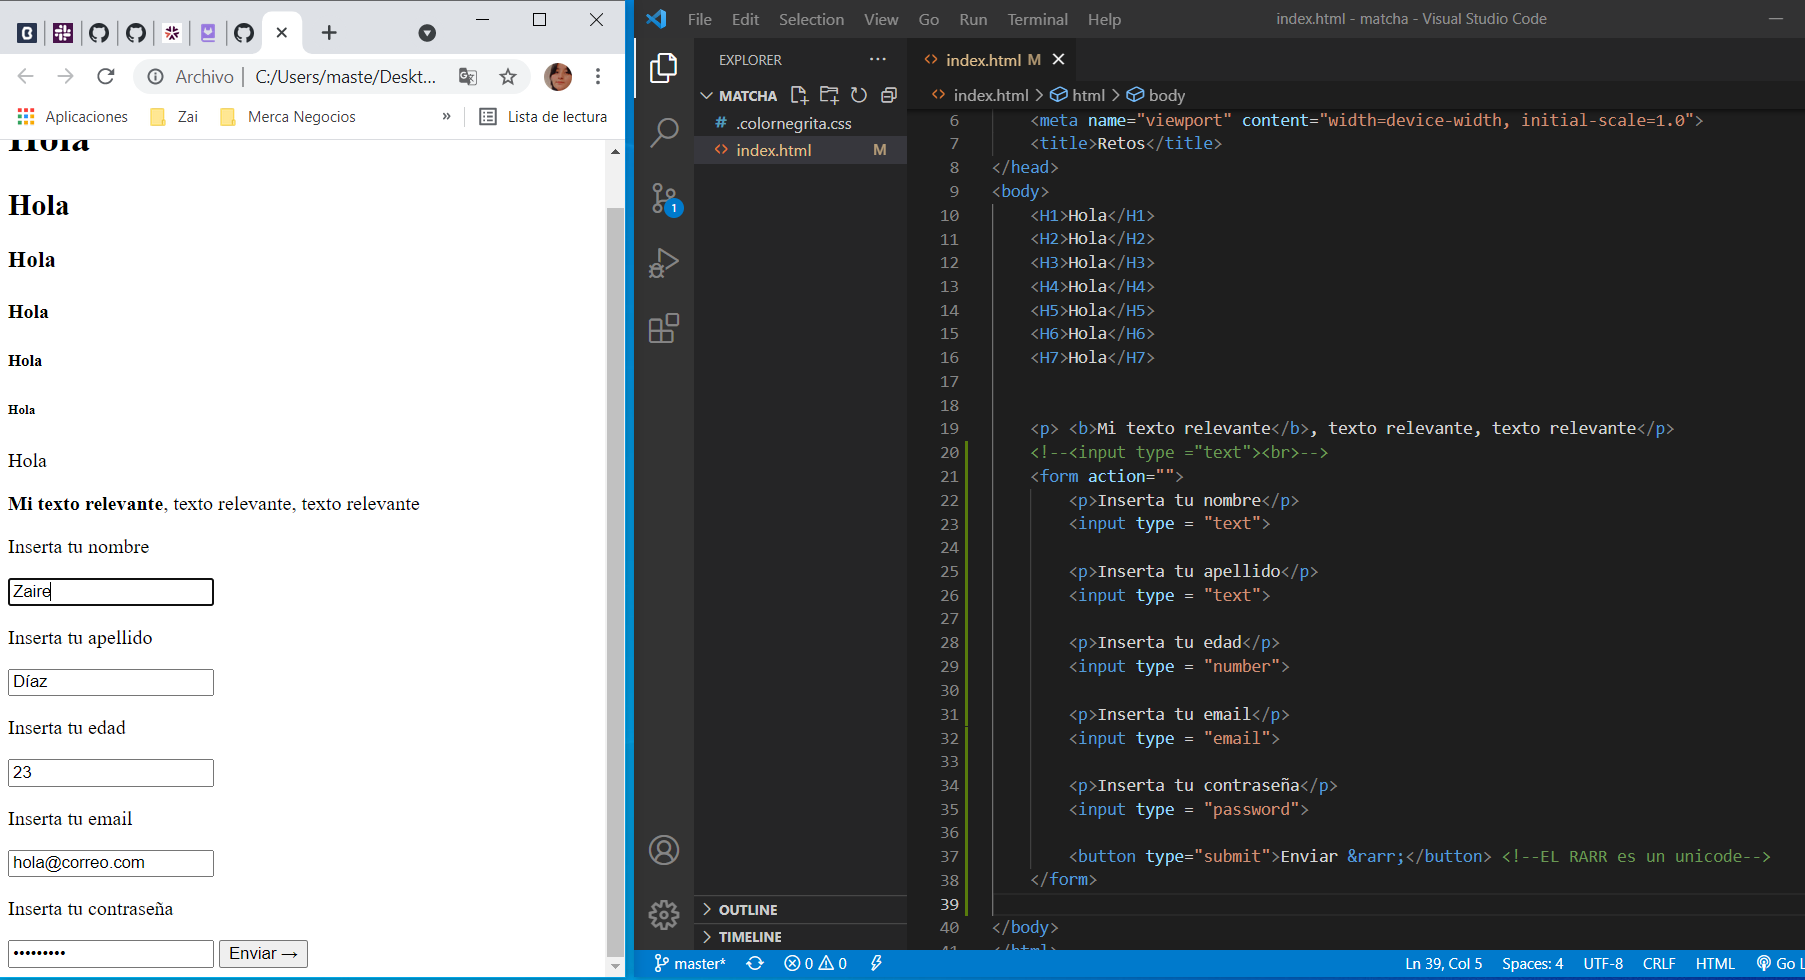 Archivo | C:/Users/maste/Deskt...
Aplicaciones
Zai
Merca Negocios
»
Lista de lectura
Hola
Hola
Hola
Hola
Hola
Hola
Hola
Mi texto relevante, texto relevante, texto relevante
Inserta tu nombre
Zaire
Inserta tu apellido
Díaz
Inserta tu edad
23
Inserta tu email
hola@correo.com
Inserta tu contraseña
•••••••••
Enviar →
File Edit Selection View Go Run Terminal Help
index.html - matcha - Visual Studio Code
EXPLORER ...
MATCHA
# .colornegrita.css
<> index.html M
1
OUTLINE
TIMELINE
<> index.html M
<> index.html > html > body
6 <meta name="viewport" content="width=device-width, initial-scale=1.0">
7 <title>Retos</title>
8 </head>
9 <body>
10 <H1>Hola</H1>
11 <H2>Hola</H2>
12 <H3>Hola</H3>
13 <H4>Hola</H4>
14 <H5>Hola</H5>
15 <H6>Hola</H6>
16 <H7>Hola</H7>
17
18
19 <p> <b>Mi texto relevante</b>, texto relevante, texto relevante</p>
20 <!--<input type ="text"><br>-->
21 <form action="">
22 <p>Inserta tu nombre</p>
23 <input type = "text">
24
25 <p>Inserta tu apellido</p>
26 <input type = "text">
27
28 <p>Inserta tu edad</p>
29 <input type = "number">
30
31 <p>Inserta tu email</p>
32 <input type = "email">
33
34 <p>Inserta tu contraseña</p>
35 <input type = "password">
36
37 <button type="submit">Enviar &rarr;</button> <!--EL RARR es un unicode-->
38 </form>
39
40 </body>
41 </html>
master* 0 0 Ln 39, Col 5 Spaces: 4 UTF-8 CRLF HTML Go L